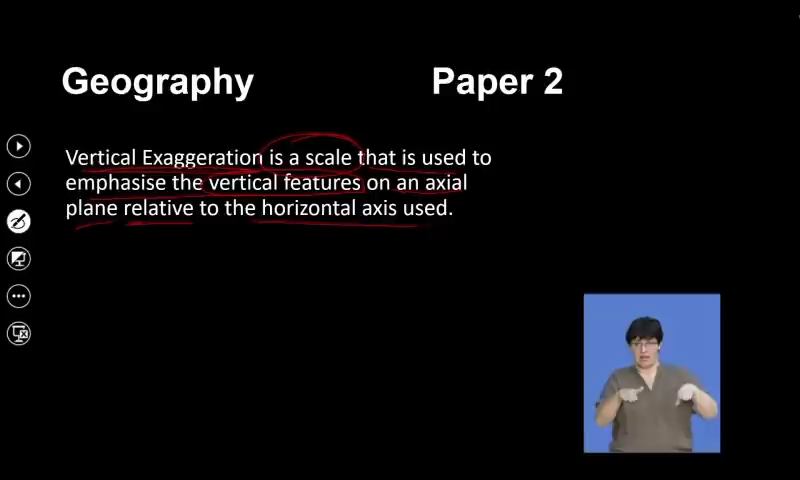 Geography Paper 2
Vertical Exaggeration is a scale that is used to
emphasise the vertical features on an axial
plane relative to the horizontal axis used.